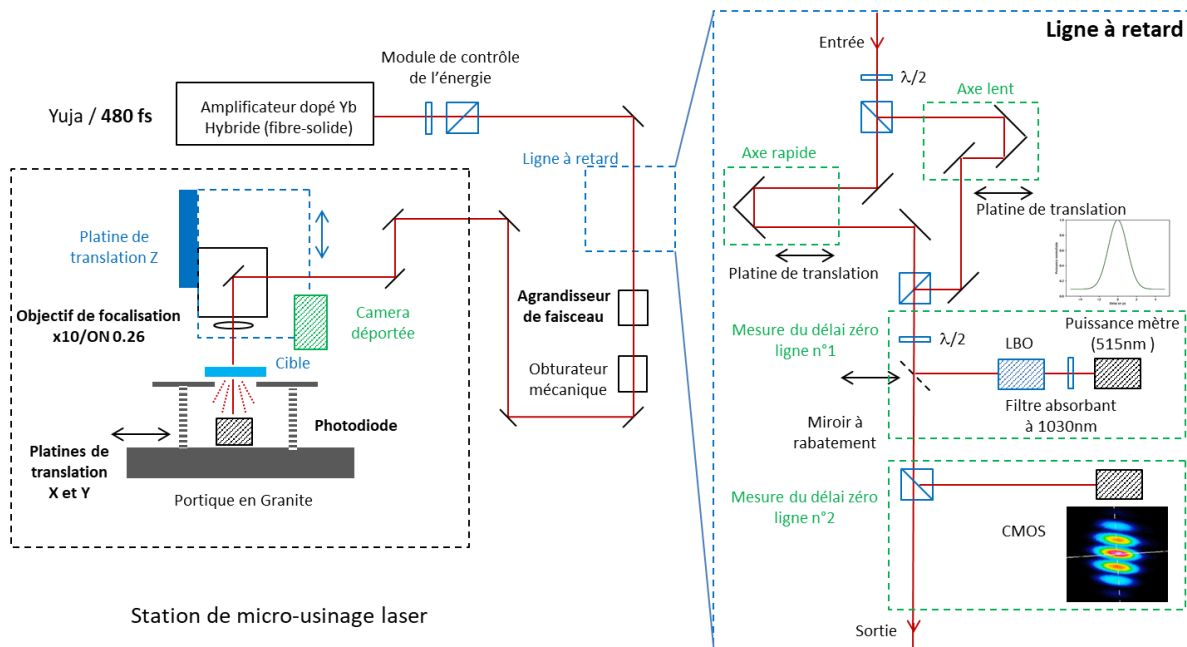 Module de contrôle
de l’énergie
Yuja / 480 fs
Amplificateur dopé Yb
Hybride (fibre-solide)
Ligne à retard
Platine de
translation Z
Objectif de focalisation
x10/ON 0.26
Camera
déportée
Cible
Agrandisseur
de faisceau
Obturateur
mécanique
Photodiode
Platines de
translation
X et Y
Portique en Granite
Station de micro-usinage laser
Ligne à retard
Entrée
λ/2
Axe lent
Axe rapide
Platine de translation
Platine de translation
Mesure du délai zéro
ligne n°1
λ/2
LBO
Puissance mètre
(515nm )
Filtre absorbant
à 1030nm
Miroir à
rabatement
Mesure du délai zéro
ligne n°2
CMOS
Sortie